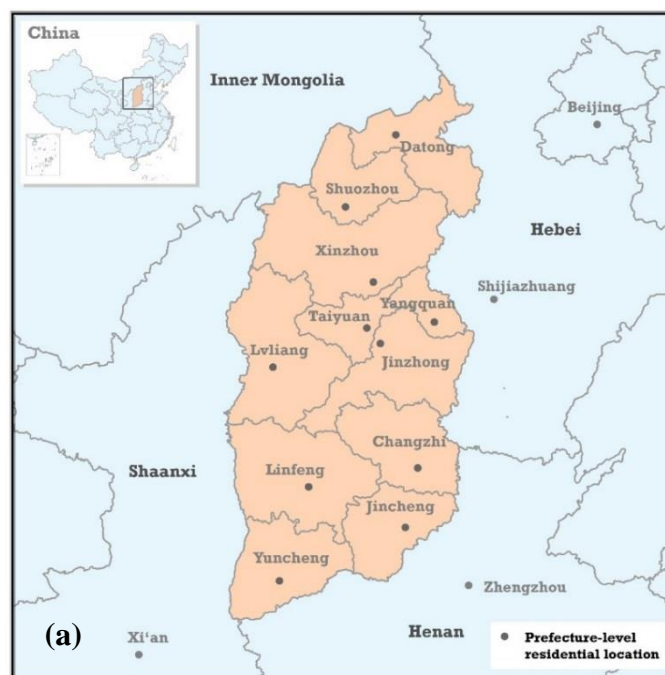 China
Inner Mongolia
Beijing
Datong
Shuozhou
Hebei
Xinzhou
Shijiazhuang
Yangquan
Taiyuan
Lvliang
Jinzhong
Changzhi
Shaanxi
Linfeng
Jincheng
Yuncheng
Zhengzhou
(a)
Xi'an
Henan
Prefecture-level
residential location